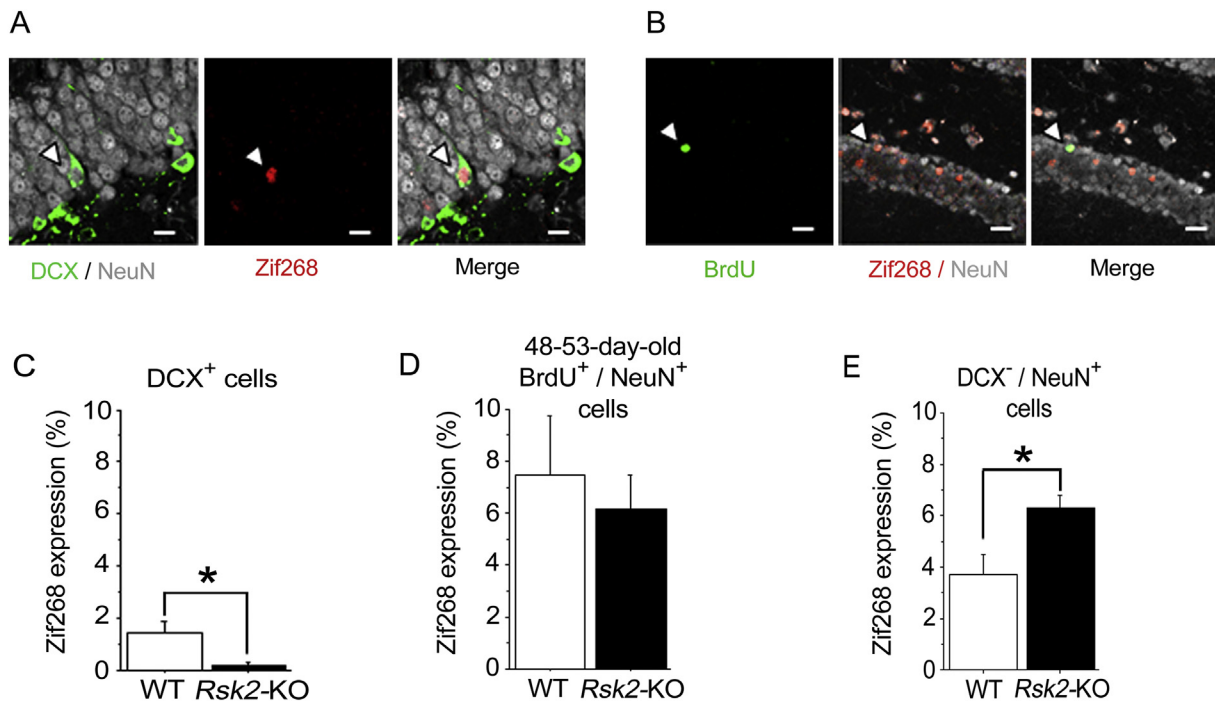 A
B
DCX / NeuN
Zif268
Merge
BrdU
Zif268 / NeuN
Merge
C
DCX+ cells
Zif268 expression (%)
10
8
6
4
2
0
WT
Rsk2-KO
D
48-53-day-old
BrdU+ / NeuN+
cells
Zif268 expression (%)
10
8
6
4
2
0
WT
Rsk2-KO
E
DCX- / NeuN+
cells
Zif268 expression (%)
10
8
6
4
2
0
WT
Rsk2-KO
*
*